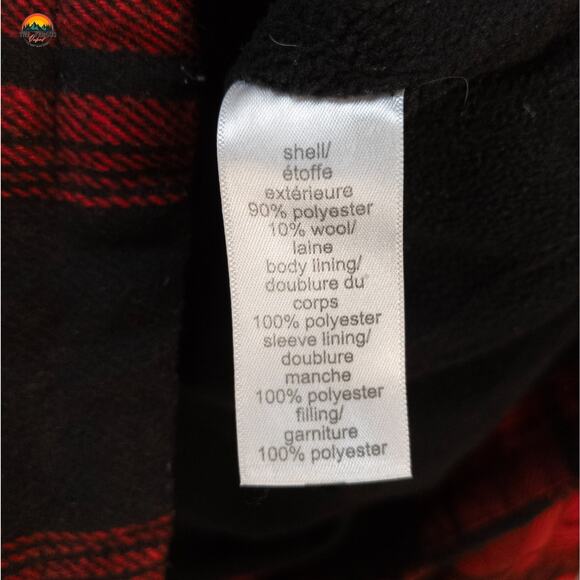 shell/
étoffe
extérieure
90% polyester
10% wool/
laine
body lining/
doublure du
corps
100% polyester
sleeve lining/
doublure
manche
100% polyester
filling/
garniture
100% polyester